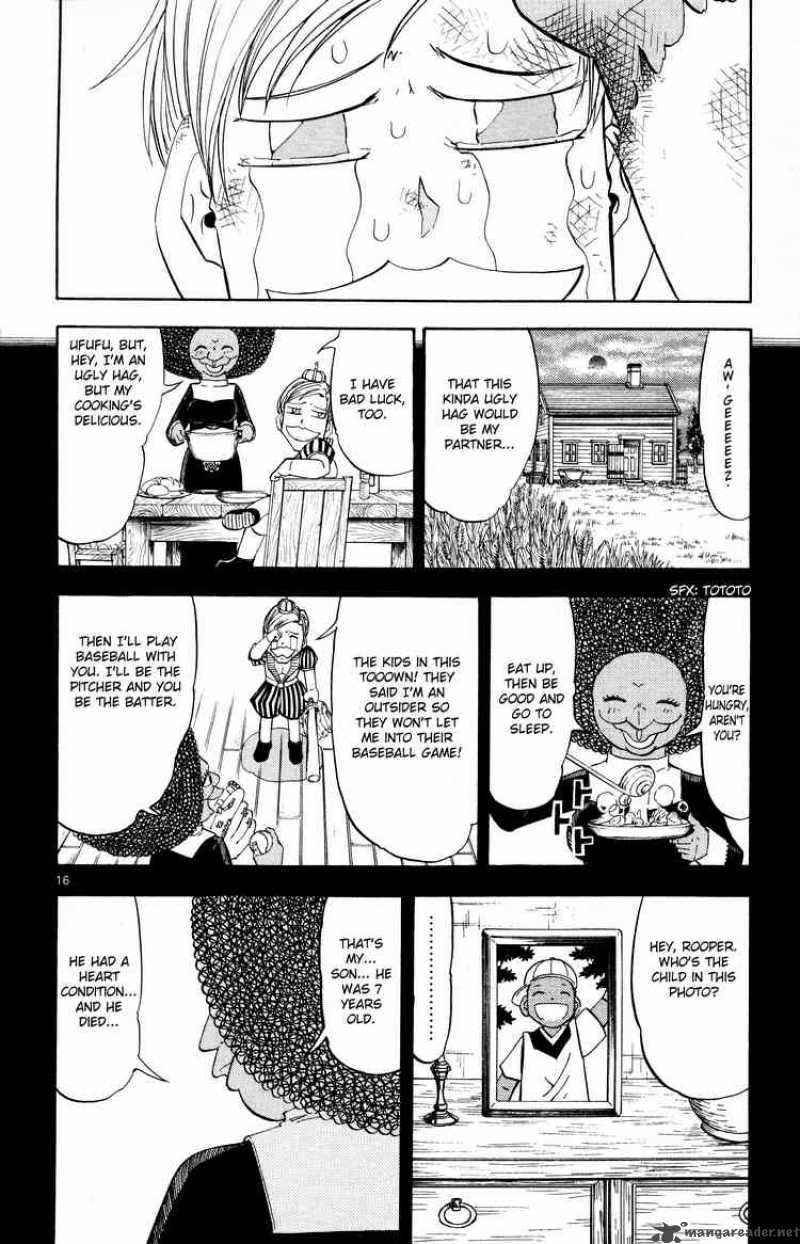 AW-
GEEEEEEZ.
THAT THIS
KINDA UGLY
HAG WOULD
BE MY
PARTNER...
I HAVE
BAD LUCK,
TOO.
UFUFU, BUT,
HEY, I'M AN
UGLY HAG,
BUT MY
COOKING'S
DELICIOUS.
SFX: TOTOTO
YOU'RE
HUNGRY,
AREN'T
YOU?
EAT UP,
THEN BE
GOOD AND
GO TO
SLEEP.
トトト
THE KIDS IN THIS
TOOOWN! THEY
SAID I'M AN
OUTSIDER SO
THEY WON'T LET
ME INTO THEIR
BASEBALL GAME!
THEN I'LL PLAY
BASEBALL WITH
YOU. I'LL BE THE
PITCHER AND YOU
BE THE BATTER.
16
HEY, ROOPER.
WHO'S THE
CHILD IN THIS
PHOTO?
..........
THAT'S
MY...
SON... HE
WAS 7
YEARS
OLD.
HE HAD A
HEART
CONDITION...
AND HE
DIED...
mangareader.net